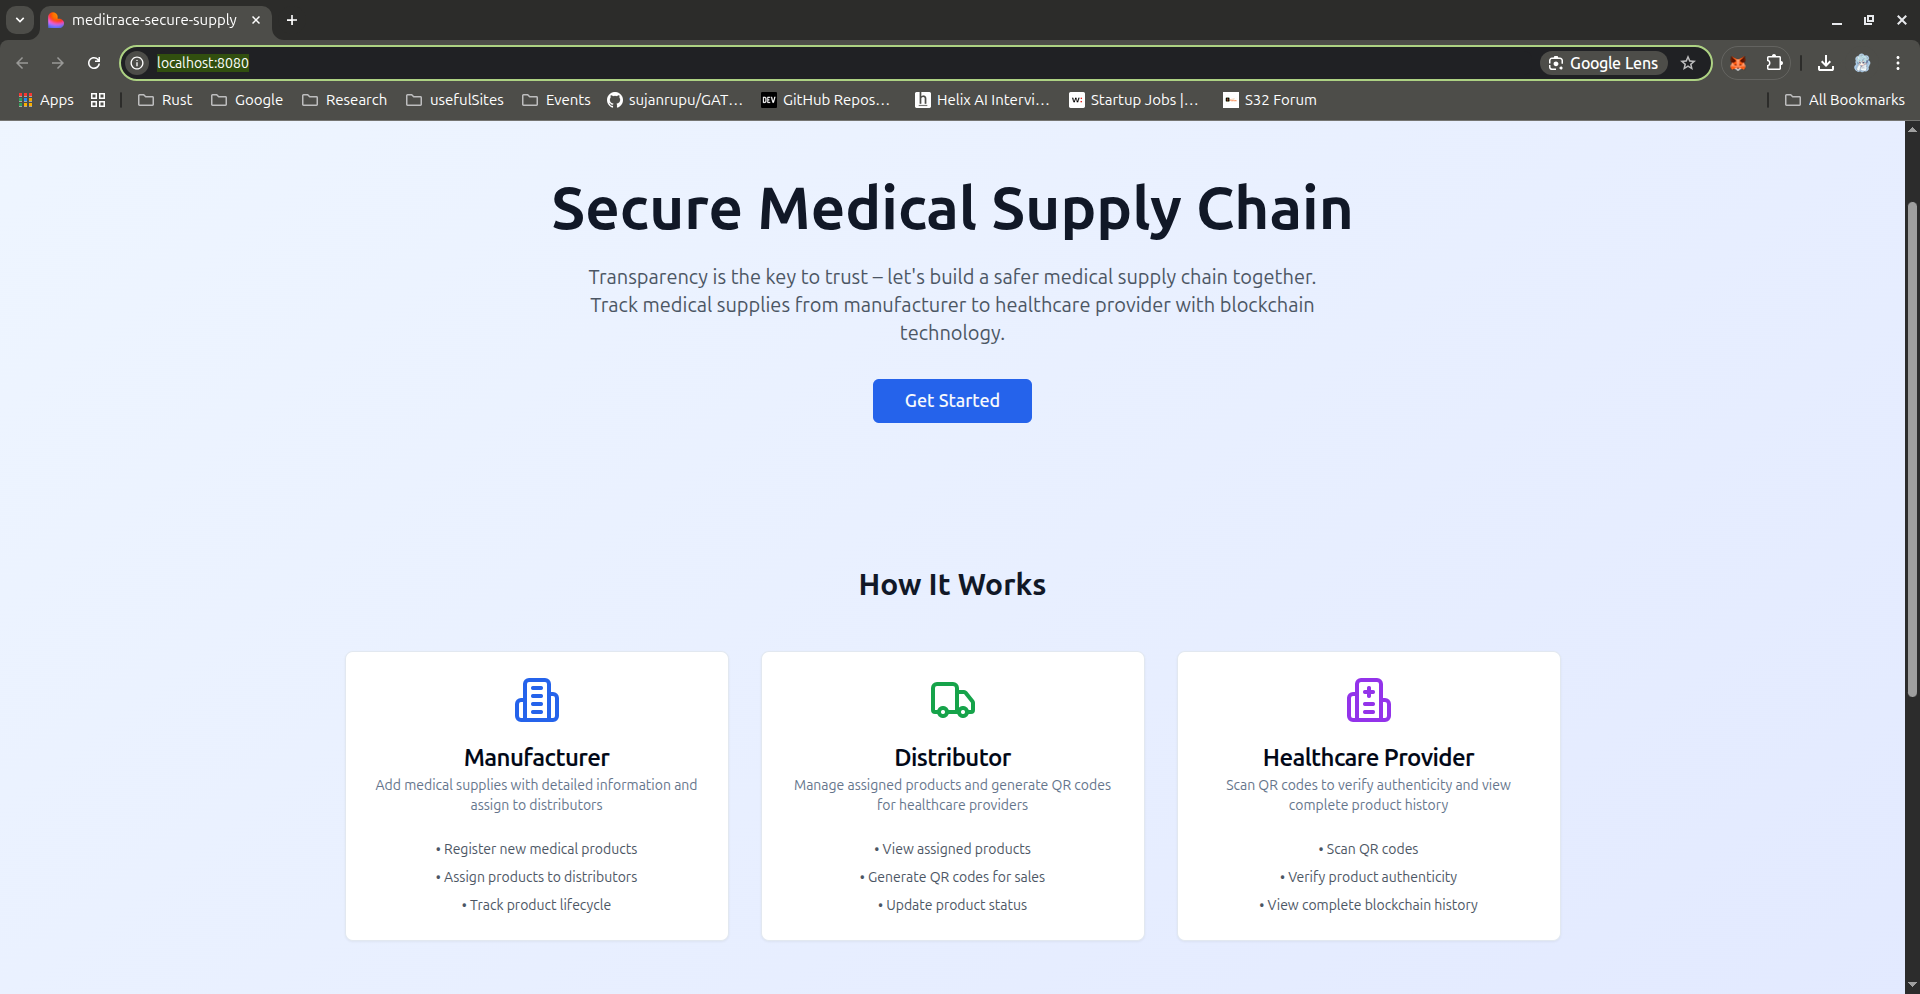 meditrace-secure-supply
localhost:8080
Google Lens
Apps
Rust
Google
Research
usefulSites
Events
sujanrupu/GAT...
DEV
GitHub Repos...
h
Helix AI Intervi...
w:
Startup Jobs |...
S32 Forum
All Bookmarks
Secure Medical Supply Chain
Transparency is the key to trust – let's build a safer medical supply chain together.
Track medical supplies from manufacturer to healthcare provider with blockchain
technology.
Get Started
How It Works
Manufacturer
Add medical supplies with detailed information and
assign to distributors
• Register new medical products
• Assign products to distributors
• Track product lifecycle
Distributor
Manage assigned products and generate QR codes
for healthcare providers
• View assigned products
• Generate QR codes for sales
• Update product status
Healthcare Provider
Scan QR codes to verify authenticity and view
complete product history
• Scan QR codes
• Verify product authenticity
• View complete blockchain history